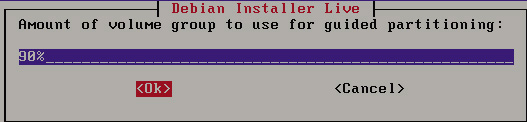 Debian Installer Live
Amount of volume group to use for guided partitioning:
90%
<Ok> <Cancel>